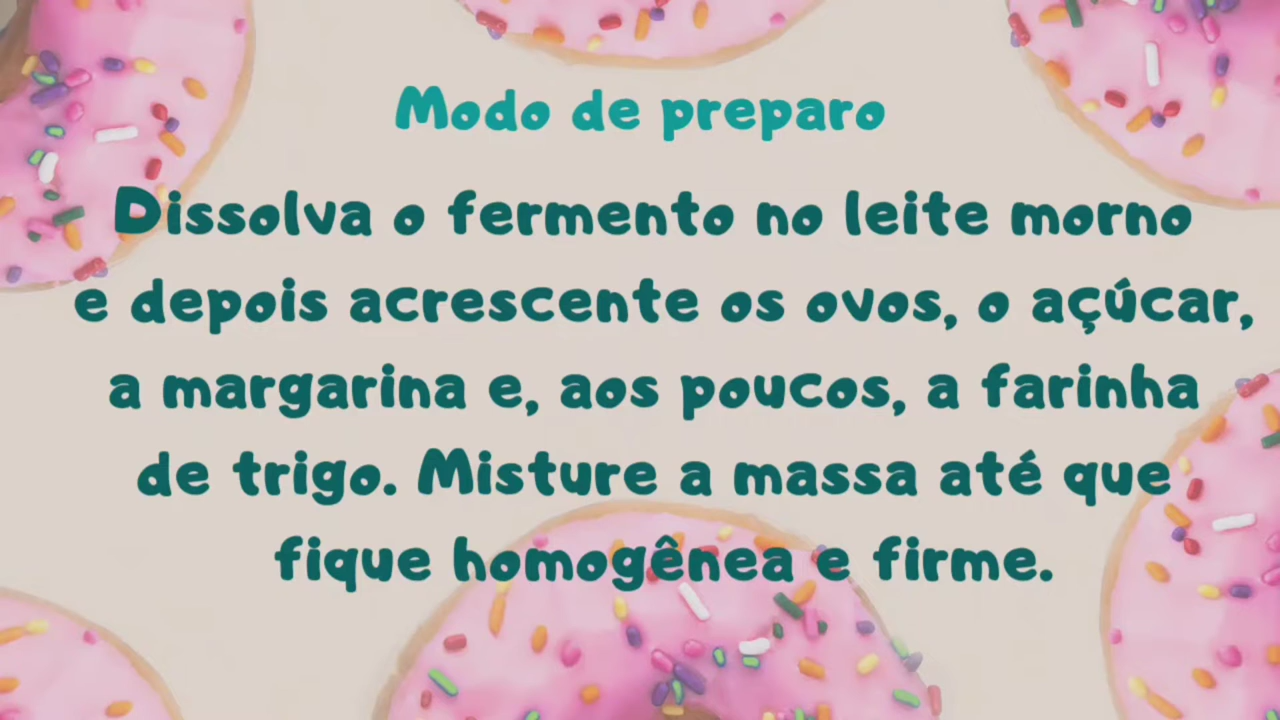 Modo de preparo
Dissolva o fermento no leite morno
e depois acrescente os ovos, o açúcar,
a margarina e, aos poucos, a farinha
de trigo. Misture a massa até que
fique homogênea e firme.